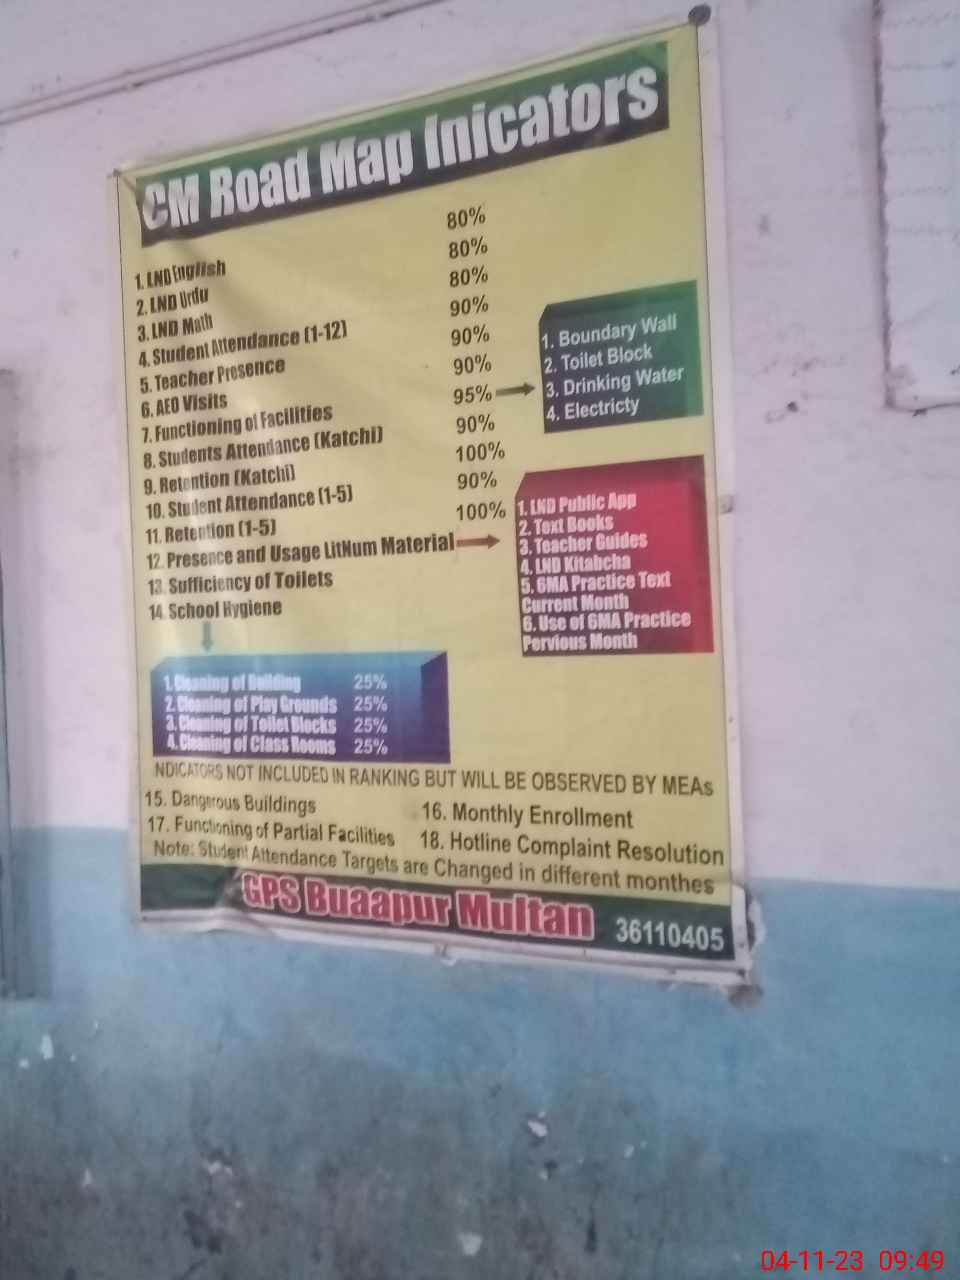 CM Road Map Inicators
1. LND English 80%
2. LND Urdu 80%
3. LND Math 80%
4. Student Attendance (1-12) 90%
5. Teacher Presence 90%
6. AEO Visits 90%
7. Functioning of Facilities 95%
8. Students Attendance (Katchi) 90%
9. Retention (Katchi) 100%
10. Student Attendance (1-5) 90%
11. Retention (1-5) 100%
12. Presence and Usage LitNum Material
13. Sufficiency of Toilets
14. School Hygiene
1. Boundary Wall
2. Toilet Block
3. Drinking Water
4. Electricty
1. LND Public App
2. Text Books
3. Teacher Guides
4. LND Kitabcha
5. 6MA Practice Text
Current Month
6. Use of 6MA Practice
Pervious Month
1. Cleaning of Building 25%
2. Cleaning of Play Grounds 25%
3. Cleaning of Toilet Blocks 25%
4. Cleaning of Class Rooms 25%
NDICATORS NOT INCLUDED IN RANKING BUT WILL BE OBSERVED BY MEAs
15. Dangerous Buildings 16. Monthly Enrollment
17. Functioning of Partial Facilities 18. Hotline Complaint Resolution
Note: Student Attendance Targets are Changed in different monthes
GPS Buaapur Multan 36110405
04-11-23 09:49